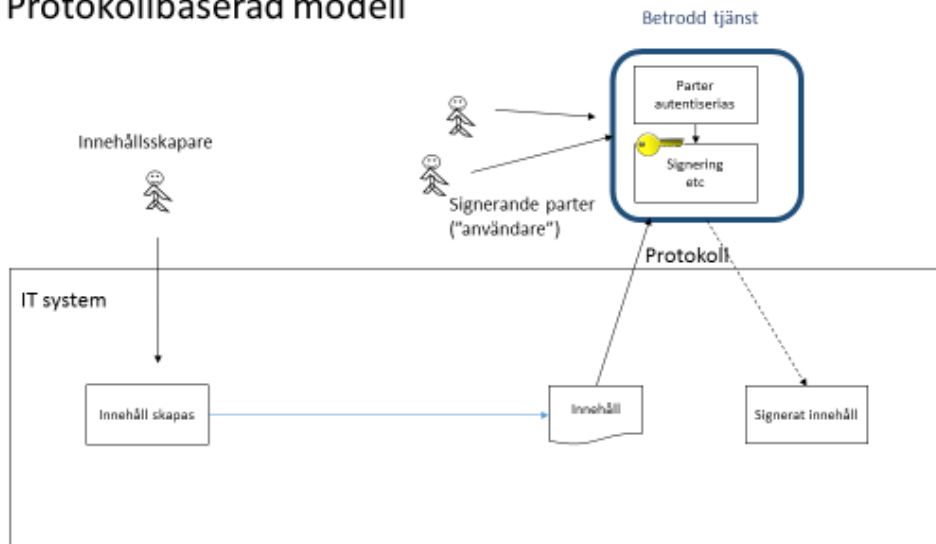 Protokollbaserad modell
Betrodd tjänst
Parter
autentiserias
Signering
etc
Innehållsskapare
Signerande parter
("användare")
Protokoll
IT system
Innehåll skapas
Innehåll
Signerat innehåll